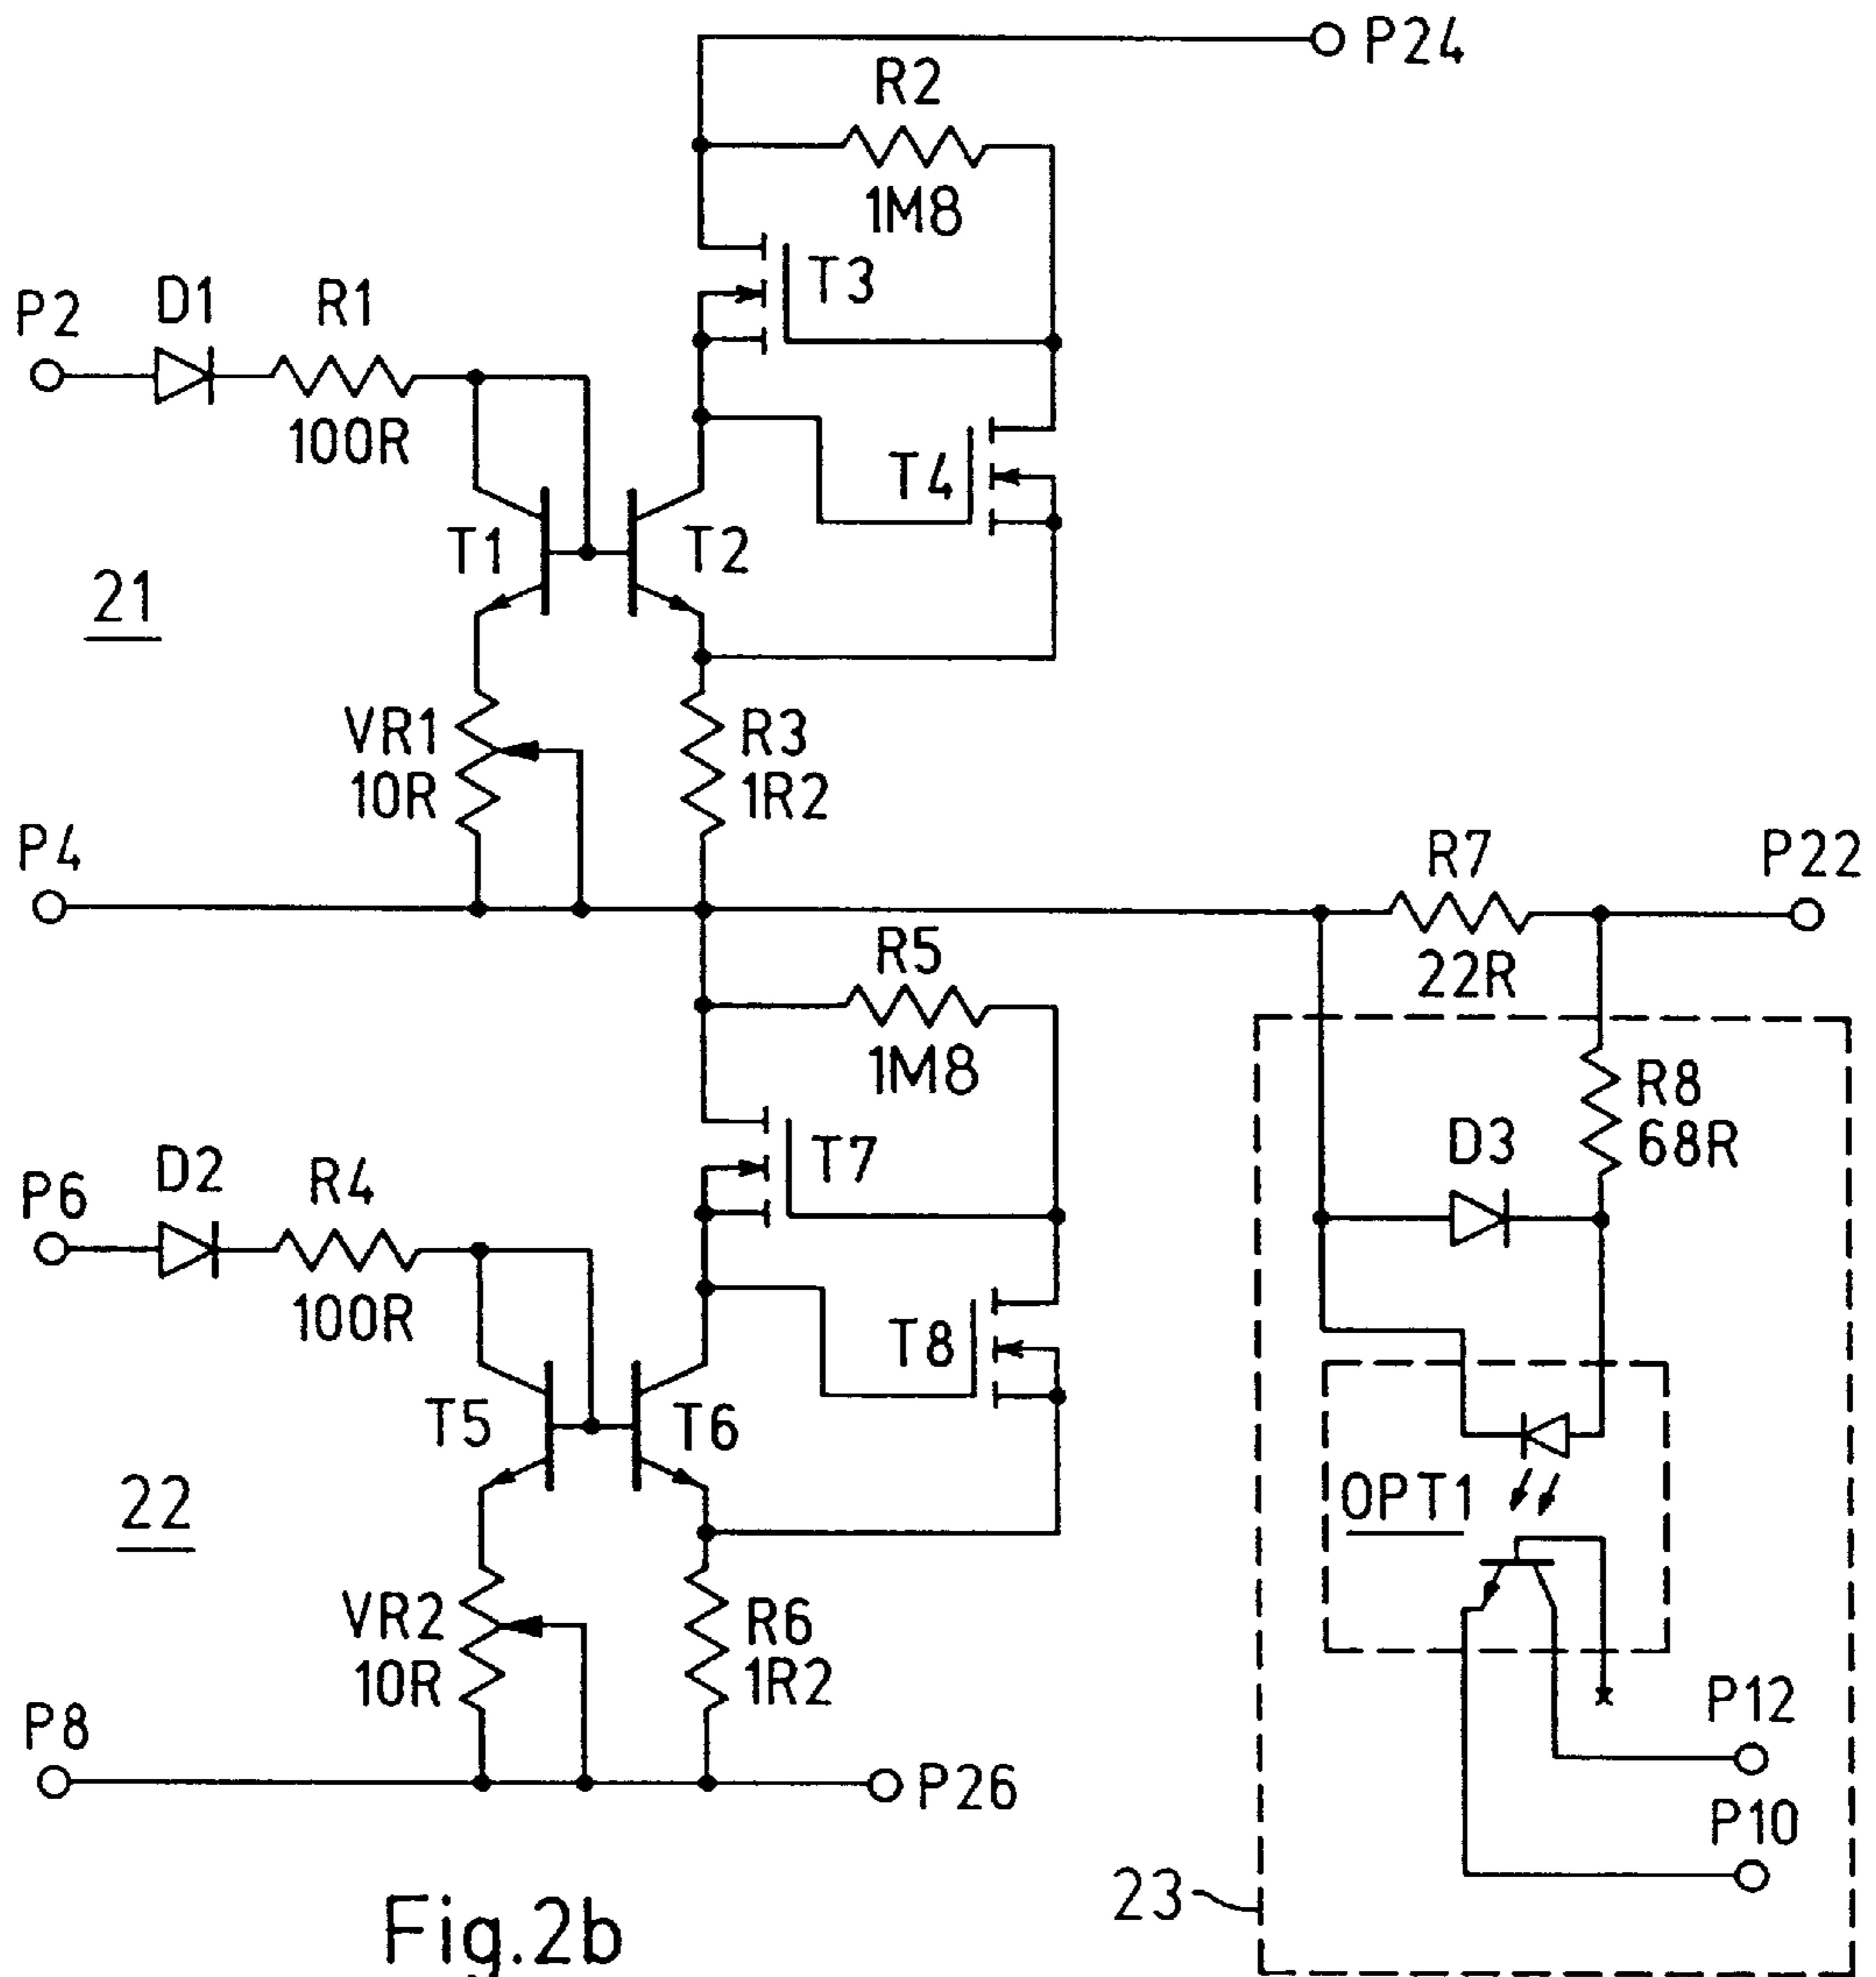 P24
R2
1M8
T3
P2
D1
R1
100R
T4
T1
T2
21
VR1
10R
R3
1R2
P4
R7
22R
P22
R5
1M8
R8
68R
D3
T7
P6
D2
R4
100R
T8
T5
T6
22
OPT1
VR2
10R
R6
1R2
P8
P26
P12
P10
23
Fig.2b